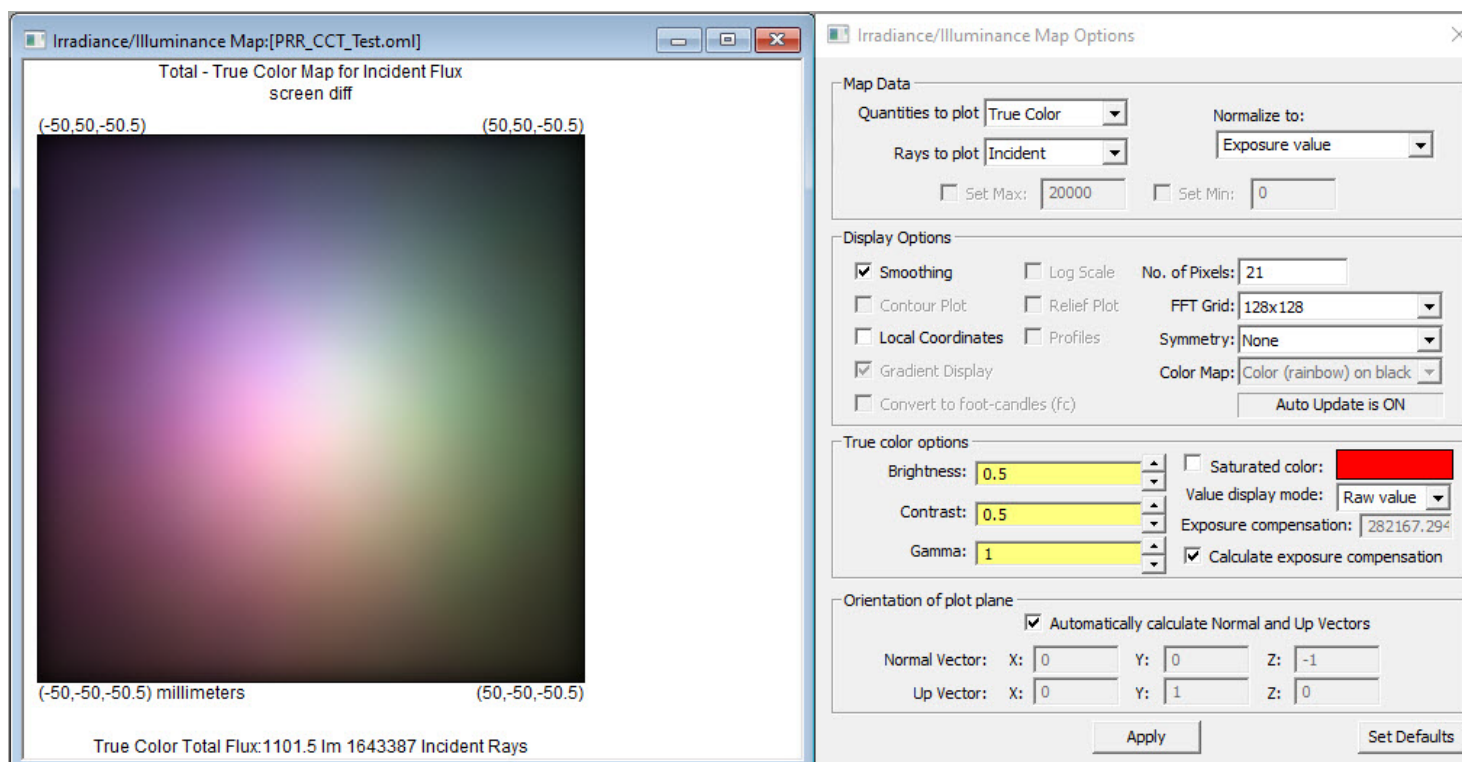 Irradiance/Illuminance Map:[PRR_CCT_Test.oml]
Total - True Color Map for Incident Flux
screen diff
(-50,50,-50.5) (50,50,-50.5)
(-50,-50,-50.5) millimeters (50,-50,-50.5)
True Color Total Flux:1101.5 lm 1643387 Incident Rays
Irradiance/Illuminance Map Options
Map Data
Quantities to plot True Color Normalize to:
Rays to plot Incident Exposure value
Set Max: 20000 Set Min: 0
Display Options
Smoothing Log Scale No. of Pixels: 21
Contour Plot Relief Plot FFT Grid: 128x128
Local Coordinates Profiles Symmetry: None
Gradient Display Color Map: Color (rainbow) on black
Convert to foot-candles (fc) Auto Update is ON
True color options
Brightness: 0.5 Saturated color:
Value display mode: Raw value
Contrast: 0.5 Exposure compensation: 282167.294
Gamma: 1 Calculate exposure compensation
Orientation of plot plane
Automatically calculate Normal and Up Vectors
Normal Vector: X: 0 Y: 0 Z: -1
Up Vector: X: 0 Y: 1 Z: 0
Apply Set Defaults